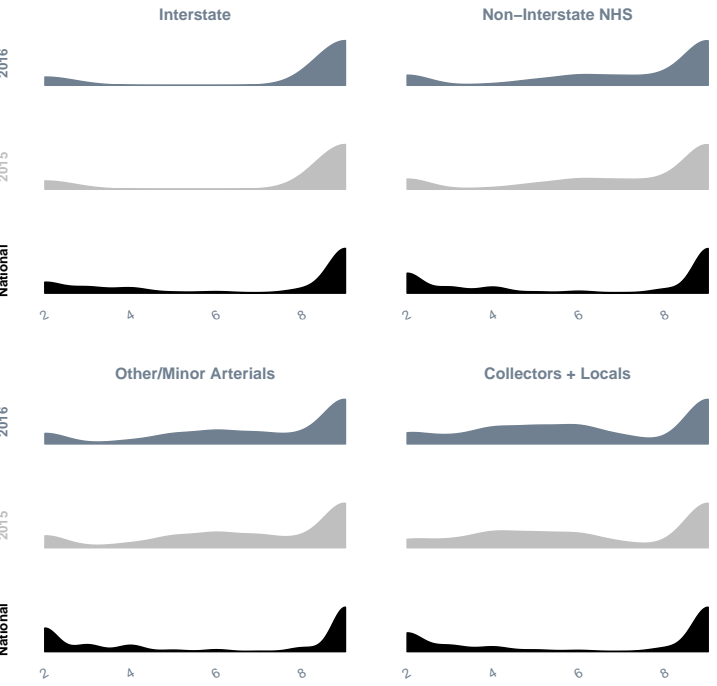 Interstate
Non−Interstate NHS
2016
2015
National
2 4 6 8
2 4 6 8
Other/Minor Arterials
Collectors + Locals
2016
2015
National
2 4 6 8
2 4 6 8